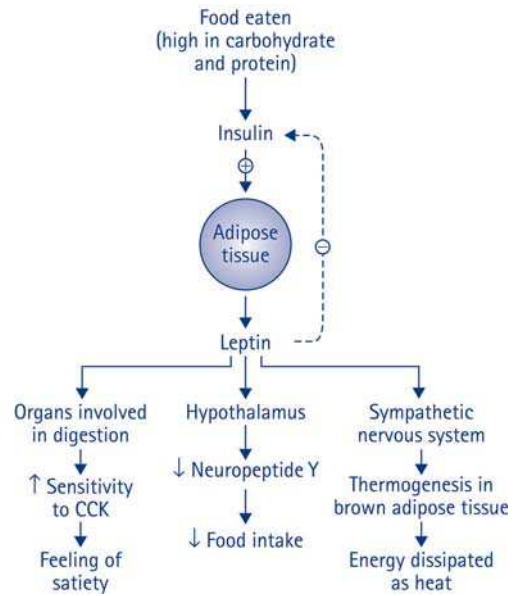 Food eaten
(high in carbohydrate
and protein)
Insulin
+
Adipose
tissue
−
Leptin
Organs involved
in digestion
↑ Sensitivity
to CCK
Feeling of
satiety
Hypothalamus
↓ Neuropeptide Y
↓ Food intake
Sympathetic
nervous system
Thermogenesis in
brown adipose tissue
Energy dissipated
as heat